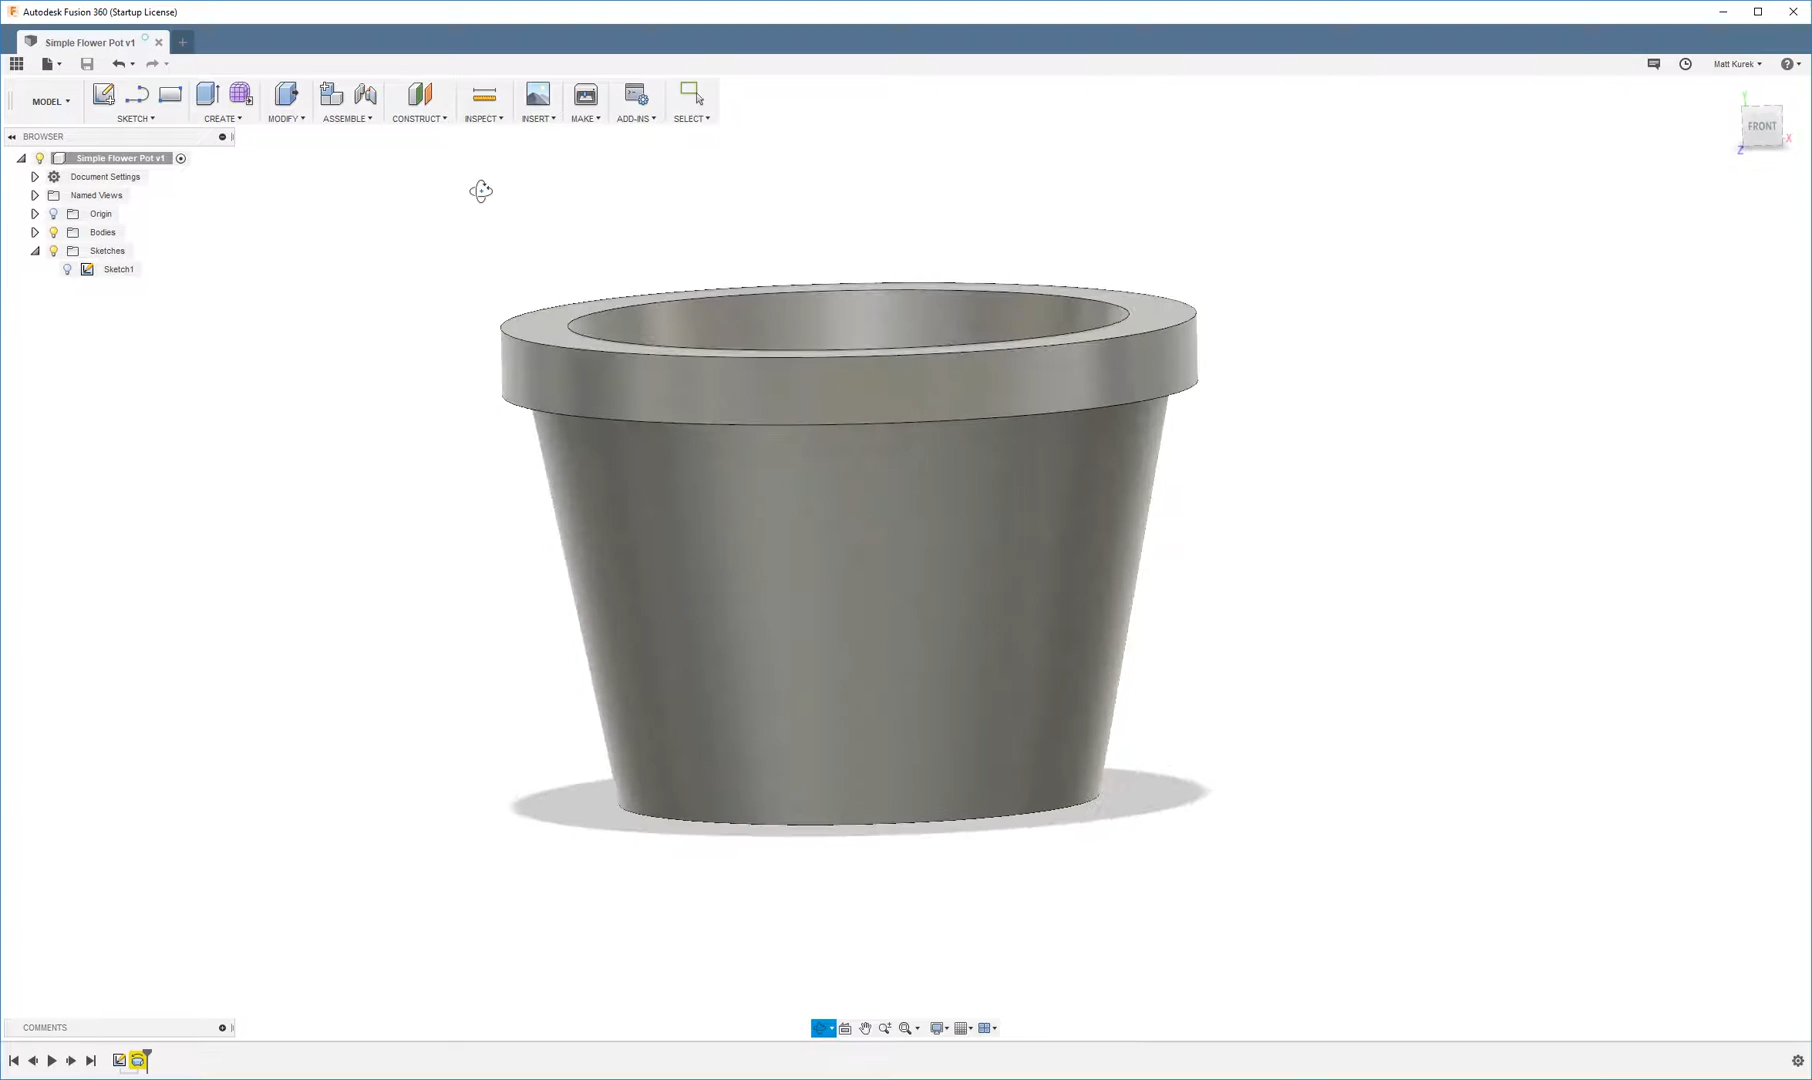 Autodesk Fusion 360 (Startup License)
Simple Flower Pot v1
Matt Kurek
MODEL
SKETCH
CREATE
MODIFY
ASSEMBLE
CONSTRUCT
INSPECT
INSERT
MAKE
ADD-INS
SELECT
Y
FRONT
X
Z
BROWSER
Simple Flower Pot v1
Document Settings
Named Views
Origin
Bodies
Sketches
Sketch1
COMMENTS